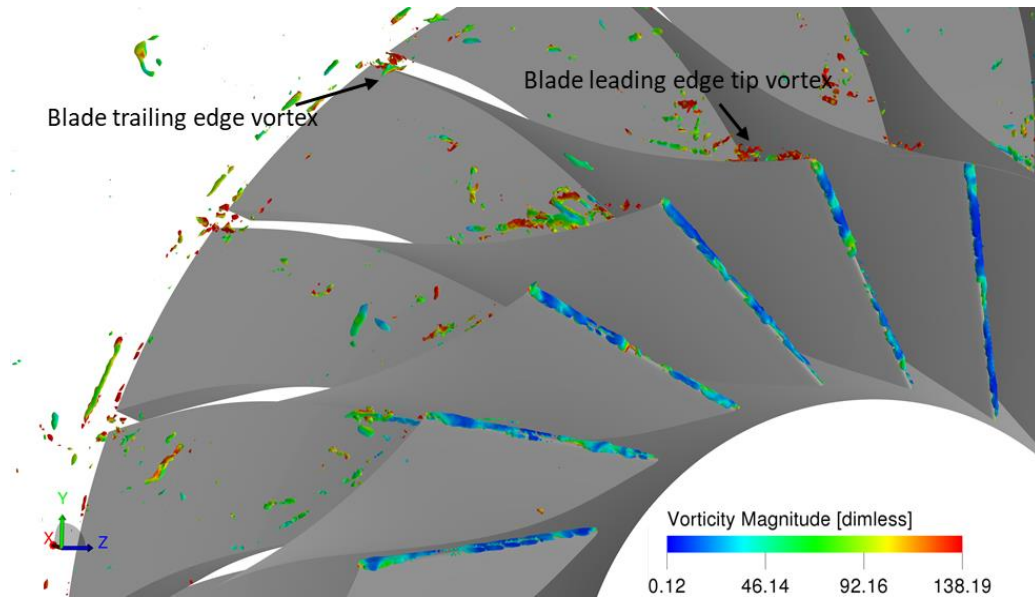 Blade leading edge tip vortex
Blade trailing edge vortex
Y
X Z
Vorticity Magnitude [dimless]
0.12 46.14 92.16 138.19